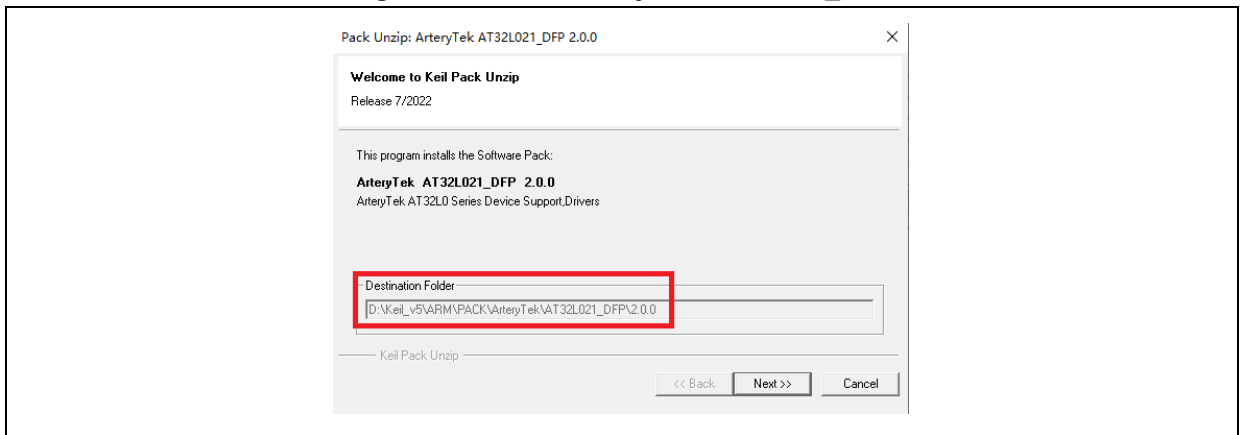 Pack Unzip: ArteryTek AT32L021_DFP 2.0.0
Welcome to Keil Pack Unzip
Release 7/2022
This program installs the Software Pack:
ArteryTek AT32L021_DFP 2.0.0
ArteryTek AT32L0 Series Device Support,Drivers
Destination Folder
D:\Keil_v5\ARM\PACK\ArteryTek\AT32L021_DFP\2.0.0
Keil Pack Unzip
<< Back Next >> Cancel